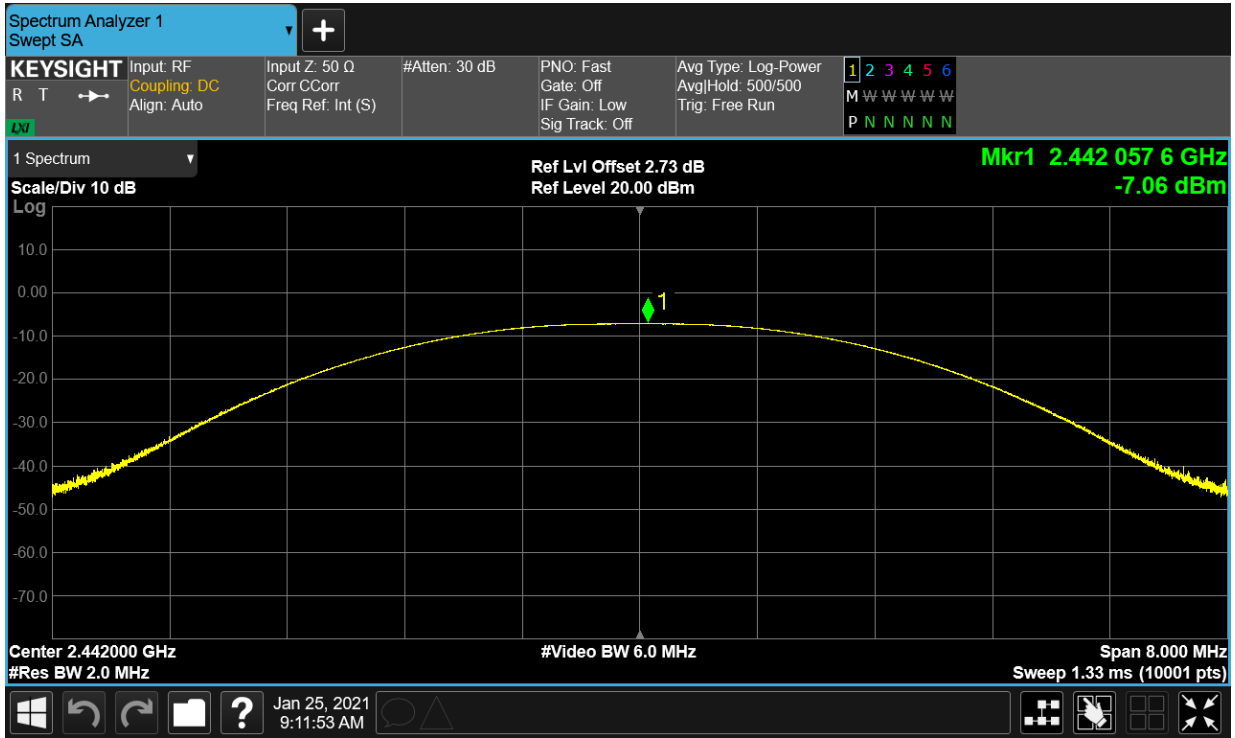 Spectrum Analyzer 1
Swept SA
KEYSIGHT
R T
LXI
Input: RF
Coupling: DC
Align: Auto
Input Z: 50 Ω
Corr CCorr
Freq Ref: Int (S)
#Atten: 30 dB
PNO: Fast
Gate: Off
IF Gain: Low
Sig Track: Off
Avg Type: Log-Power
Avg|Hold: 500/500
Trig: Free Run
1 2 3 4 5 6
M W W W W W
P N N N N N
1 Spectrum
Scale/Div 10 dB
Log
Ref Lvl Offset 2.73 dB
Ref Level 20.00 dBm
Mkr1 2.442 057 6 GHz
-7.06 dBm
10.0
0.00
1
-10.0
-20.0
-30.0
-40.0
-50.0
-60.0
-70.0
Center 2.442000 GHz
#Video BW 6.0 MHz
Span 8.000 MHz
#Res BW 2.0 MHz
Sweep 1.33 ms (10001 pts)
?
Jan 25, 2021
9:11:53 AM